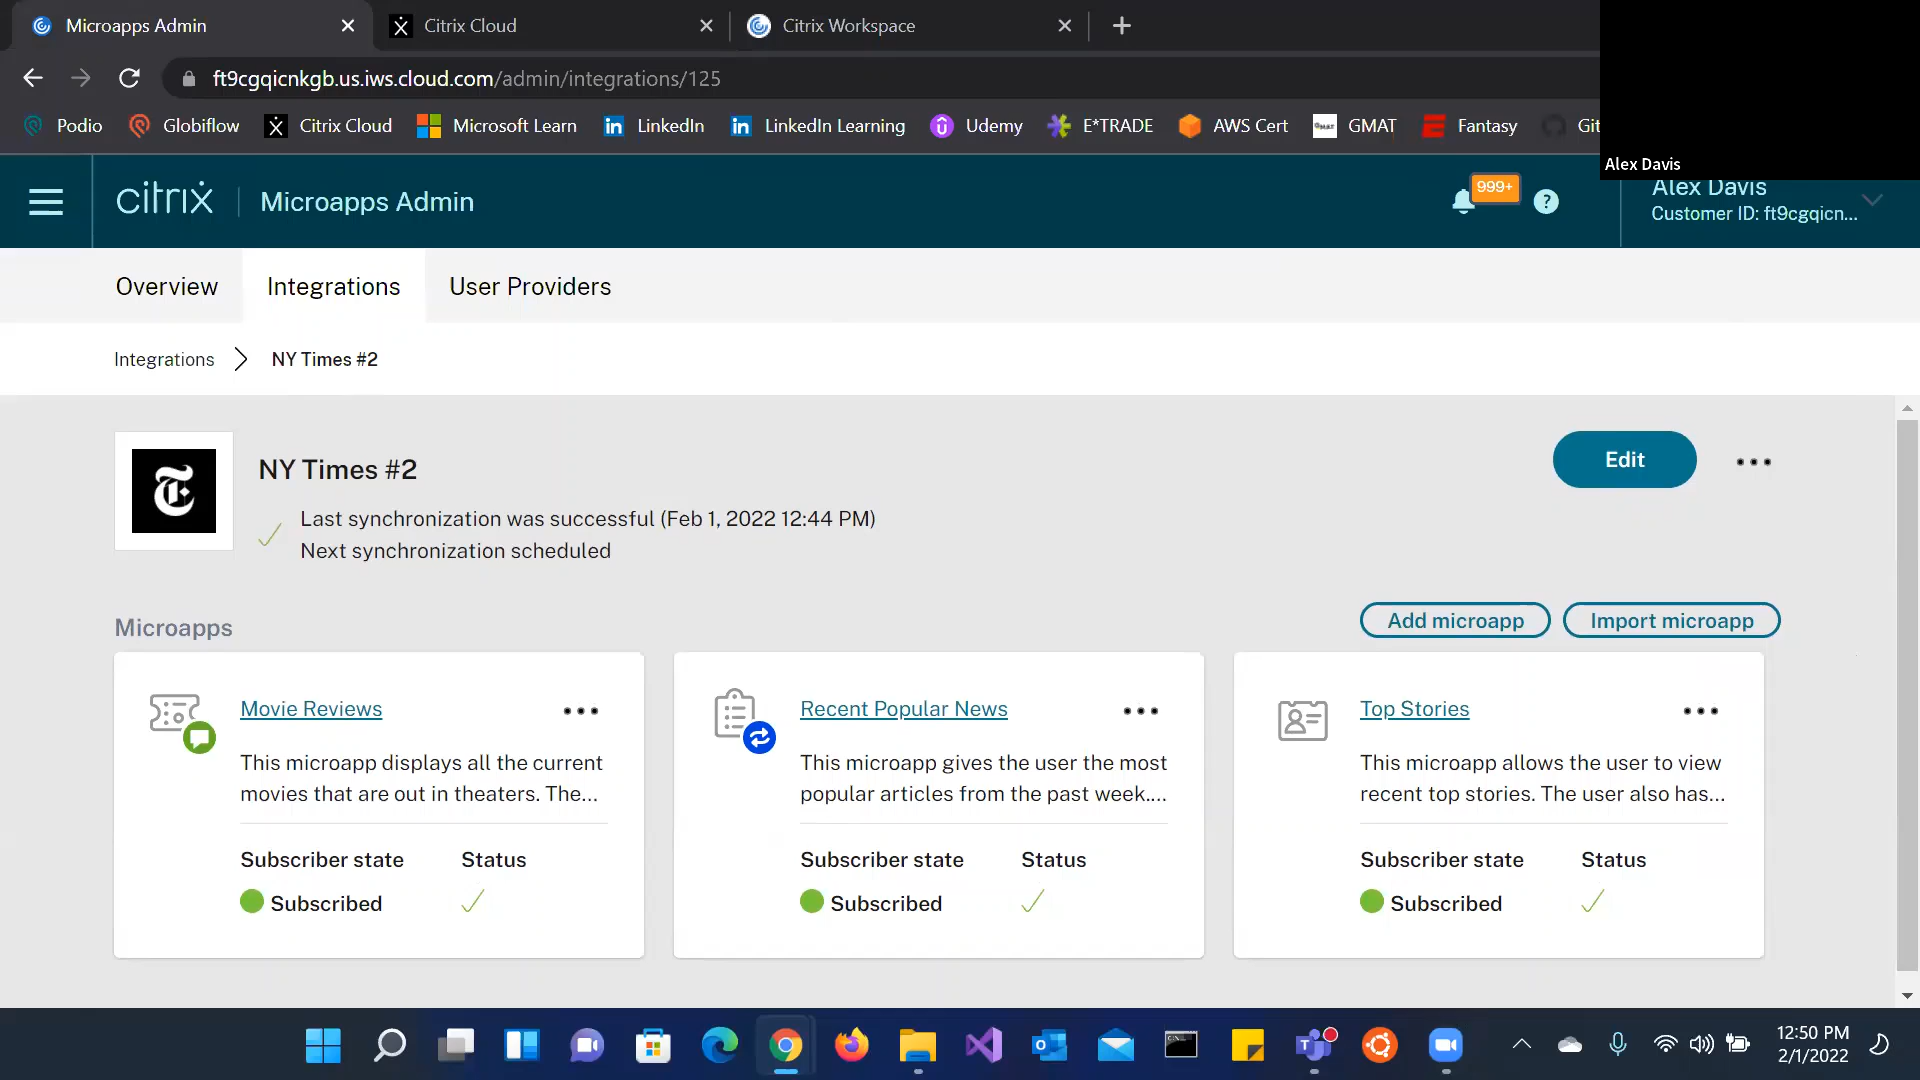 Microapps Admin
Citrix Cloud
Citrix Workspace
ft9cgqicnkgb.us.iws.cloud.com/admin/integrations/125
Podio Globiflow Citrix Cloud Microsoft Learn LinkedIn LinkedIn Learning Udemy E*TRADE AWS Cert GMAT Fantasy Git
Alex Davis
citrix Microapps Admin 999+ ? Alex Davis
Customer ID: ft9cgqicn...
Overview Integrations User Providers
Integrations NY Times #2
NY Times #2
Edit
Last synchronization was successful (Feb 1, 2022 12:44 PM)
Next synchronization scheduled
Microapps
Add microapp Import microapp
Movie Reviews
This microapp displays all the current
movies that are out in theaters. The...
Subscriber state Status
Subscribed
Recent Popular News
This microapp gives the user the most
popular articles from the past week....
Subscriber state Status
Subscribed
Top Stories
This microapp allows the user to view
recent top stories. The user also has...
Subscriber state Status
Subscribed
12:50 PM
2/1/2022